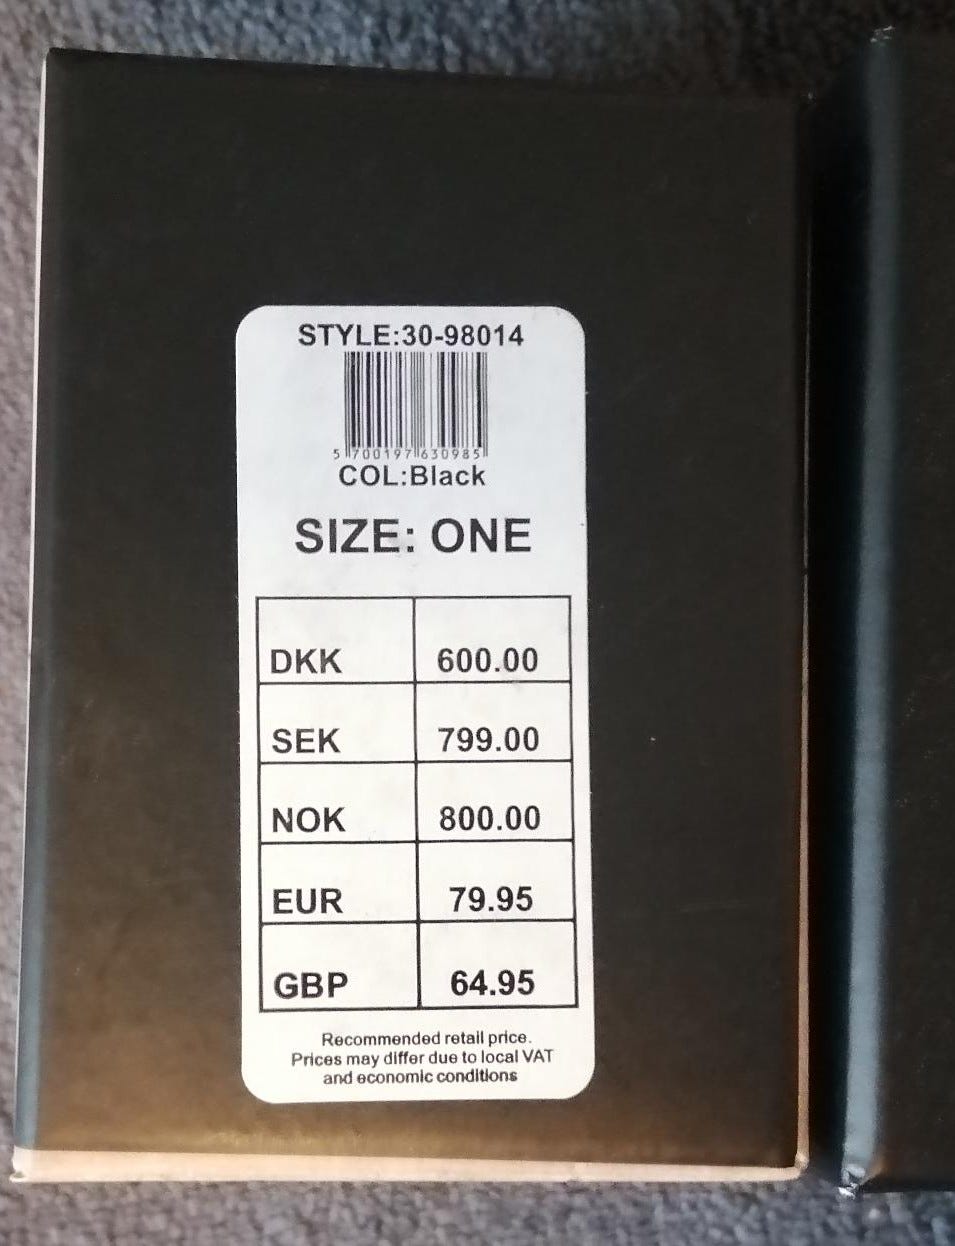 STYLE:30-98014
5 700197 630985
COL:Black
SIZE: ONE
DKK 600.00
SEK 799.00
NOK 800.00
EUR 79.95
GBP 64.95
Recommended retail price.
Prices may differ due to local VAT
and economic conditions